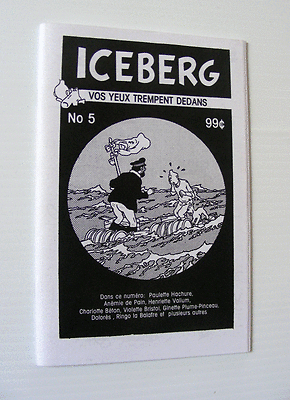 ICEBERG
VOS YEUX TREMPENT DEDANS
No 5
99¢
Dans ce numéro: Paulette Hachure,
Anémie de Pain, Henriette Valium,
Charlotte Béton, Violette Bristol, Ginette Plume-Pinceau,
Dolorès, Ringo la Balafre et plusieurs autres